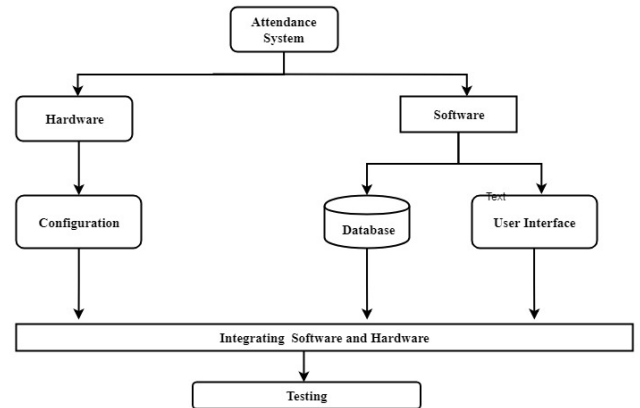 Attendance
System
Hardware
Software
Configuration
Database
Text
User Interface
Integrating Software and Hardware
Testing